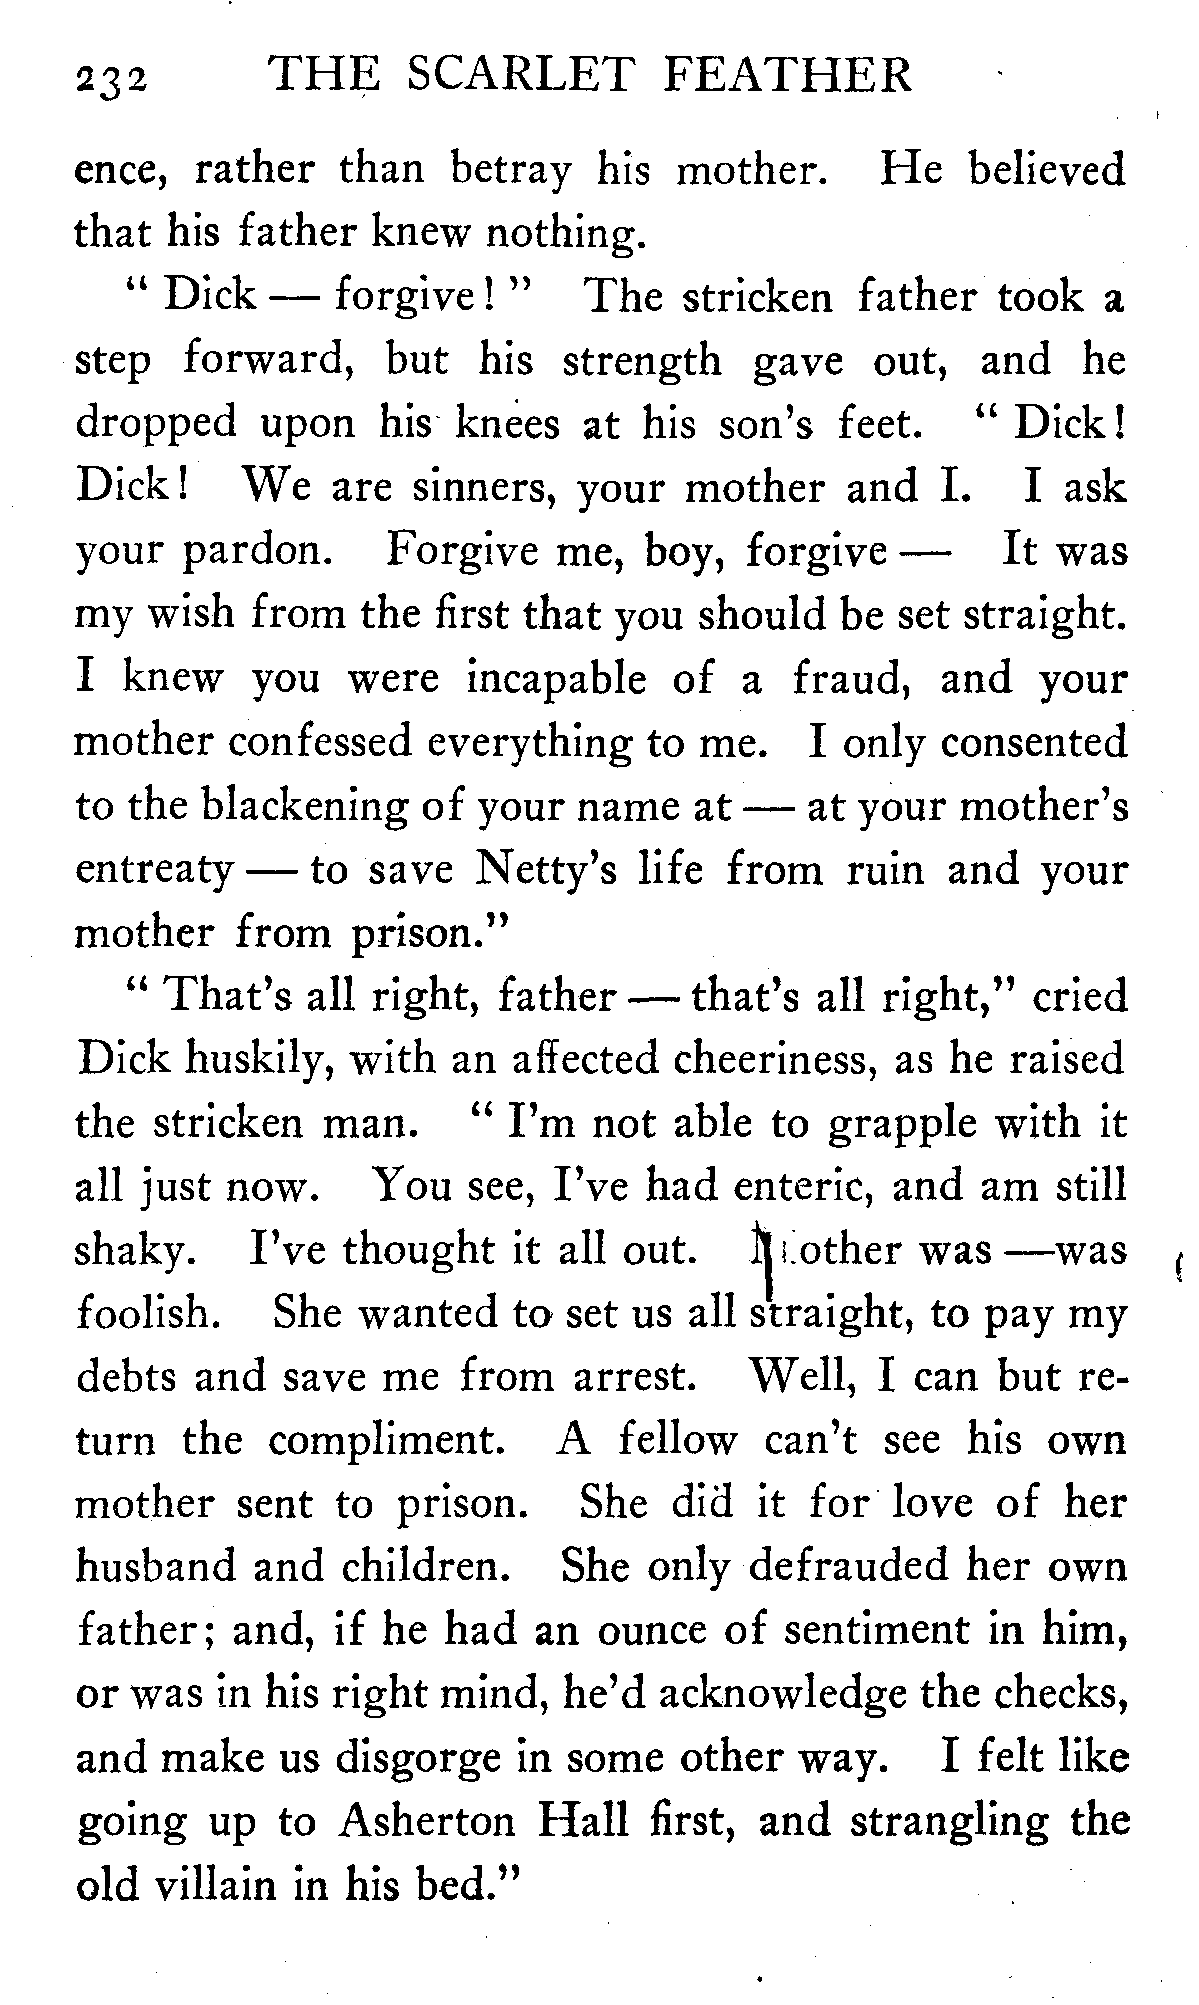 232 THE SCARLET FEATHER
ence, rather than betray his mother. He believed
that his father knew nothing.
" Dick — forgive! " The stricken father took a
step forward, but his strength gave out, and he
dropped upon his knees at his son's feet. " Dick!
Dick! We are sinners, your mother and I. I ask
your pardon. Forgive me, boy, forgive — It was
my wish from the first that you should be set straight.
I knew you were incapable of a fraud, and your
mother confessed everything to me. I only consented
to the blackening of your name at — at your mother's
entreaty — to save Netty's life from ruin and your
mother from prison."
" That's all right, father — that's all right," cried
Dick huskily, with an affected cheeriness, as he raised
the stricken man. " I'm not able to grapple with it
all just now. You see, I've had enteric, and am still
shaky. I've thought it all out. Mother was —was
foolish. She wanted to set us all straight, to pay my
debts and save me from arrest. Well, I can but re-
turn the compliment. A fellow can't see his own
mother sent to prison. She did it for love of her
husband and children. She only defrauded her own
father; and, if he had an ounce of sentiment in him,
or was in his right mind, he'd acknowledge the checks,
and make us disgorge in some other way. I felt like
going up to Asherton Hall first, and strangling the
old villain in his bed."